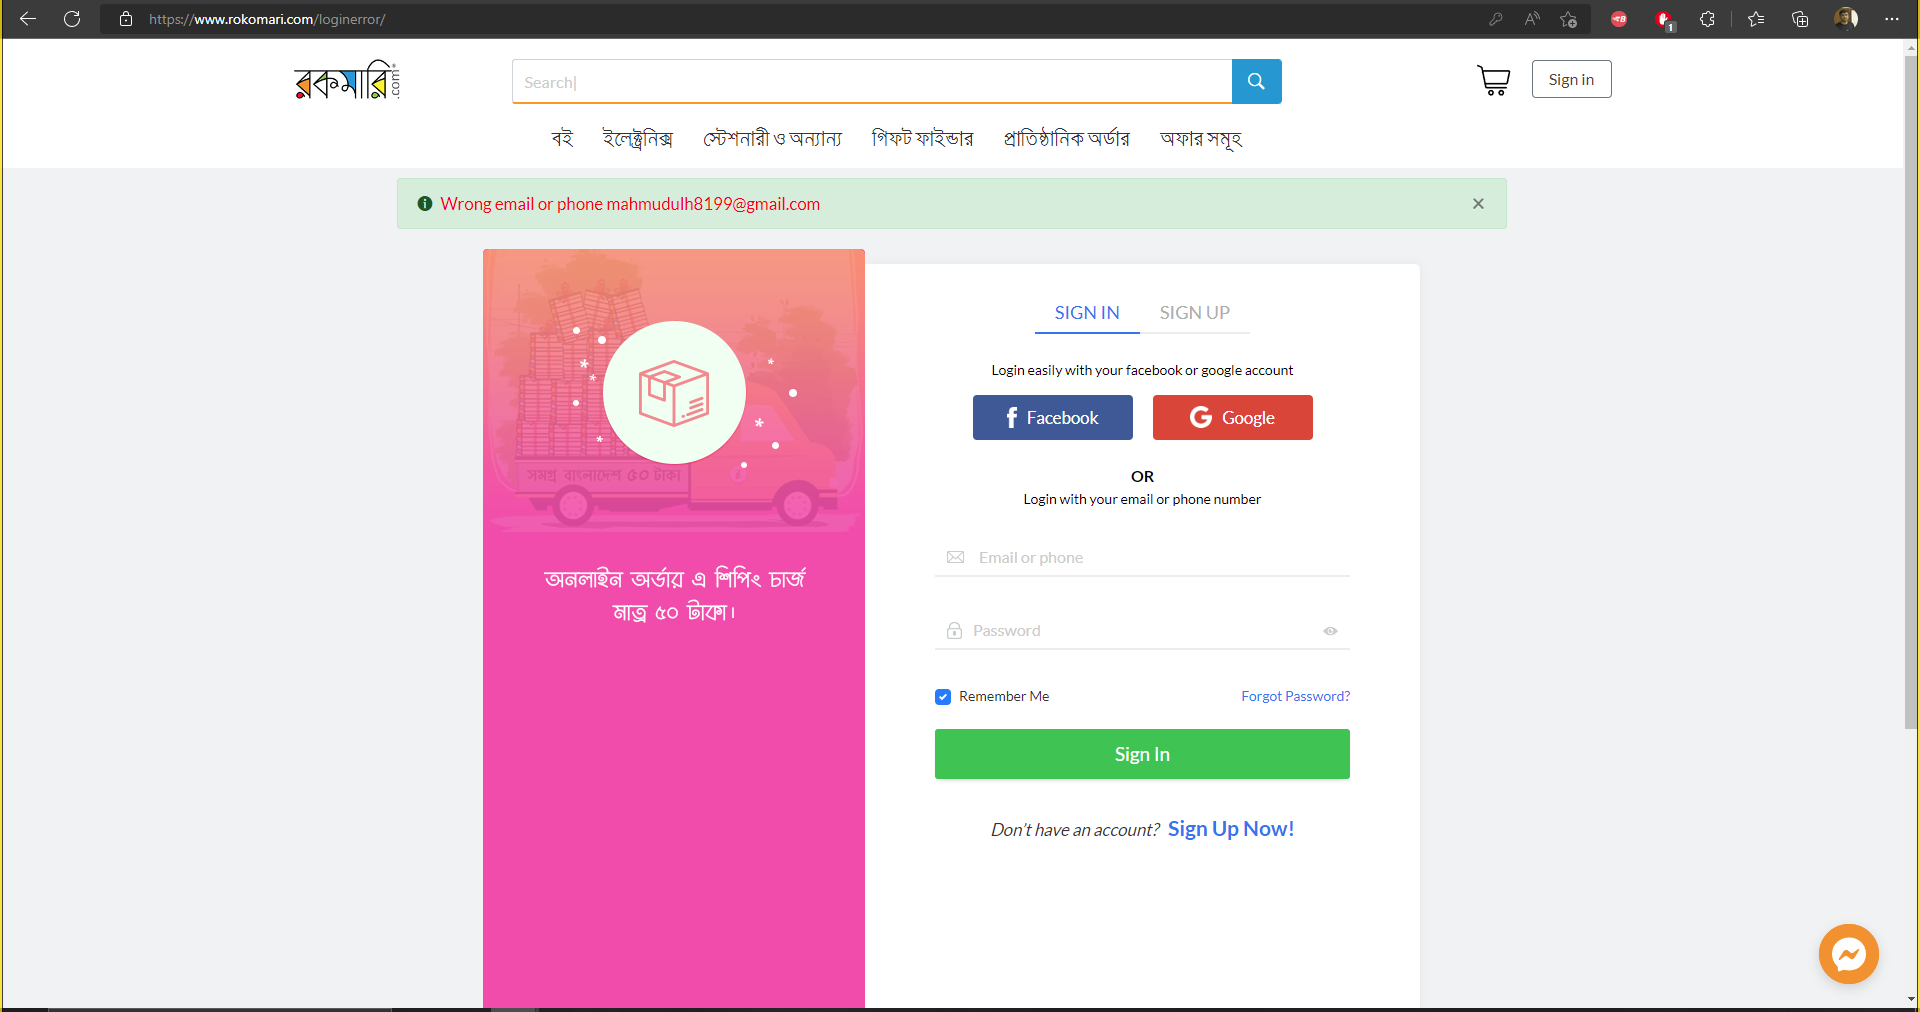 https://www.rokomari.com/loginerror/
1
রকমারি.com
Search
Sign in
বই ইলেক্ট্রনিক্স স্টেশনারী ও অন্যান্য গিফট ফাইন্ডার প্রাতিষ্ঠানিক অর্ডার অফার সমূহ
Wrong email or phone mahmudulh8199@gmail.com
সমগ্র বাংলাদেশ ৫০ টাকা
অনলাইন অর্ডার এ শিপিং চার্জ
মাত্র ৫০ টাকা।
SIGN IN SIGN UP
Login easily with your facebook or google account
Facebook Google
OR
Login with your email or phone number
Email or phone
Password
Remember Me Forgot Password?
Sign In
Don't have an account? Sign Up Now!